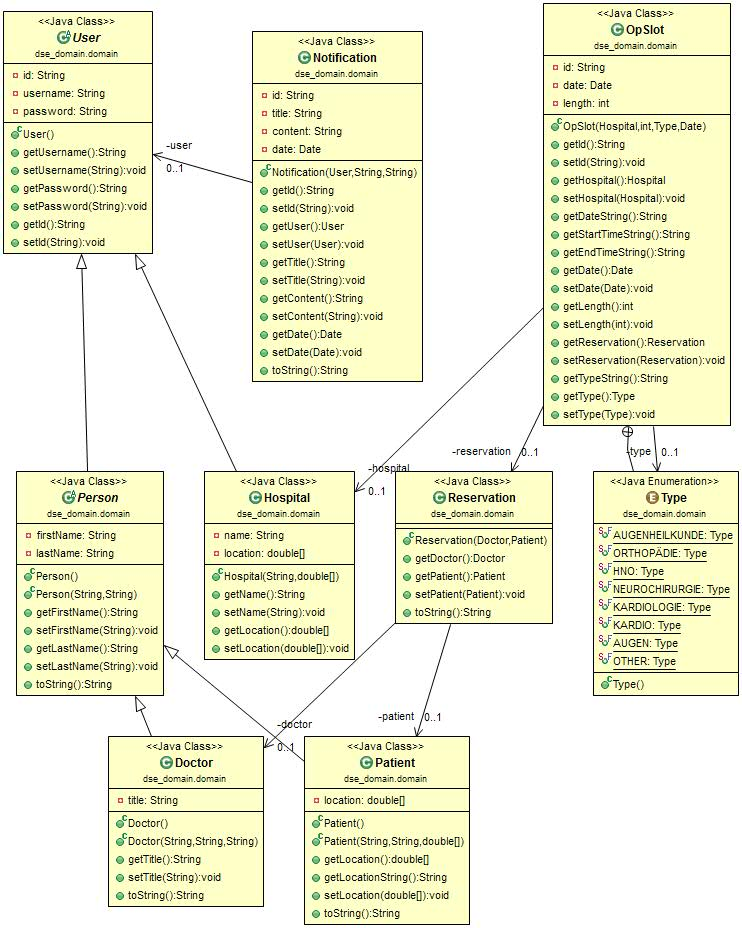 <<Java Class>>
User
dse_domain.domain
id: String
username: String
password: String
User()
getUsername():String
setUsername(String):void
getPassword():String
setPassword(String):void
getId():String
setId(String):void
<<Java Class>>
Notification
dse_domain.domain
id: String
title: String
content: String
date: Date
Notification(User,String,String)
getId():String
setId(String):void
getUser():User
setUser(User):void
getTitle():String
setTitle(String):void
getContent():String
setContent(String):void
getDate():Date
setDate(Date):void
toString():String
-user
0..1
<<Java Class>>
OpSlot
dse_domain.domain
id: String
date: Date
length: int
OpSlot(Hospital,int,Type,Date)
getId():String
setId(String):void
getHospital():Hospital
setHospital(Hospital):void
getDateString():String
getStartTimeString():String
getEndTimeString():String
getDate():Date
setDate(Date):void
getLength():int
setLength(int):void
getReservation():Reservation
setReservation(Reservation):void
getTypeString():String
getType():Type
setType(Type):void
-hospital
0..1
-reservation
0..1
-type
0..1
<<Java Class>>
Person
dse_domain.domain
firstName: String
lastName: String
Person()
Person(String,String)
getFirstName():String
setFirstName(String):void
getLastName():String
setLastName(String):void
toString():String
<<Java Class>>
Hospital
dse_domain.domain
name: String
location: double[]
Hospital(String,double[])
getName():String
setName(String):void
getLocation():double[]
setLocation(double[]):void
<<Java Class>>
Reservation
dse_domain.domain
Reservation(Doctor,Patient)
getDoctor():Doctor
getPatient():Patient
setPatient(Patient):void
toString():String
<<Java Enumeration>>
Type
dse_domain.domain
AUGENHEILKUNDE: Type
ORTHOPÄDIE: Type
HNO: Type
NEUROCHIRURGIE: Type
KARDIOLOGIE: Type
KARDIO: Type
AUGEN: Type
OTHER: Type
Type()
-doctor
0..1
-patient
0..1
<<Java Class>>
Doctor
dse_domain.domain
title: String
Doctor()
Doctor(String,String,String)
getTitle():String
setTitle(String):void
toString():String
<<Java Class>>
Patient
dse_domain.domain
location: double[]
Patient()
Patient(String,String,double[])
getLocation():double[]
getLocationString():String
setLocation(double[]):void
toString():String